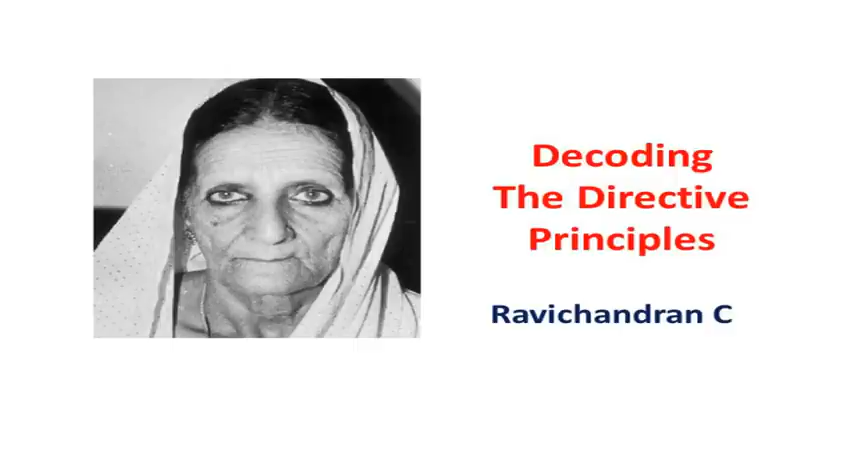 Decoding
The Directive
Principles
Ravichandran C